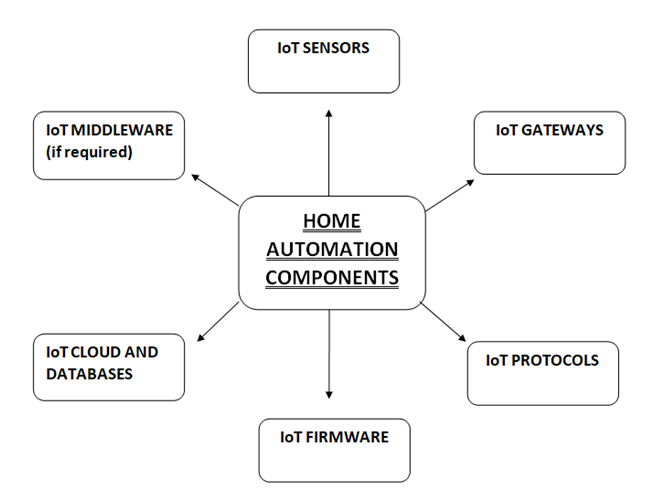 IoT SENSORS
IoT MIDDLEWARE
(if required)
IoT GATEWAYS
HOME
AUTOMATION
COMPONENTS
IoT CLOUD AND
DATABASES
IoT PROTOCOLS
IoT FIRMWARE